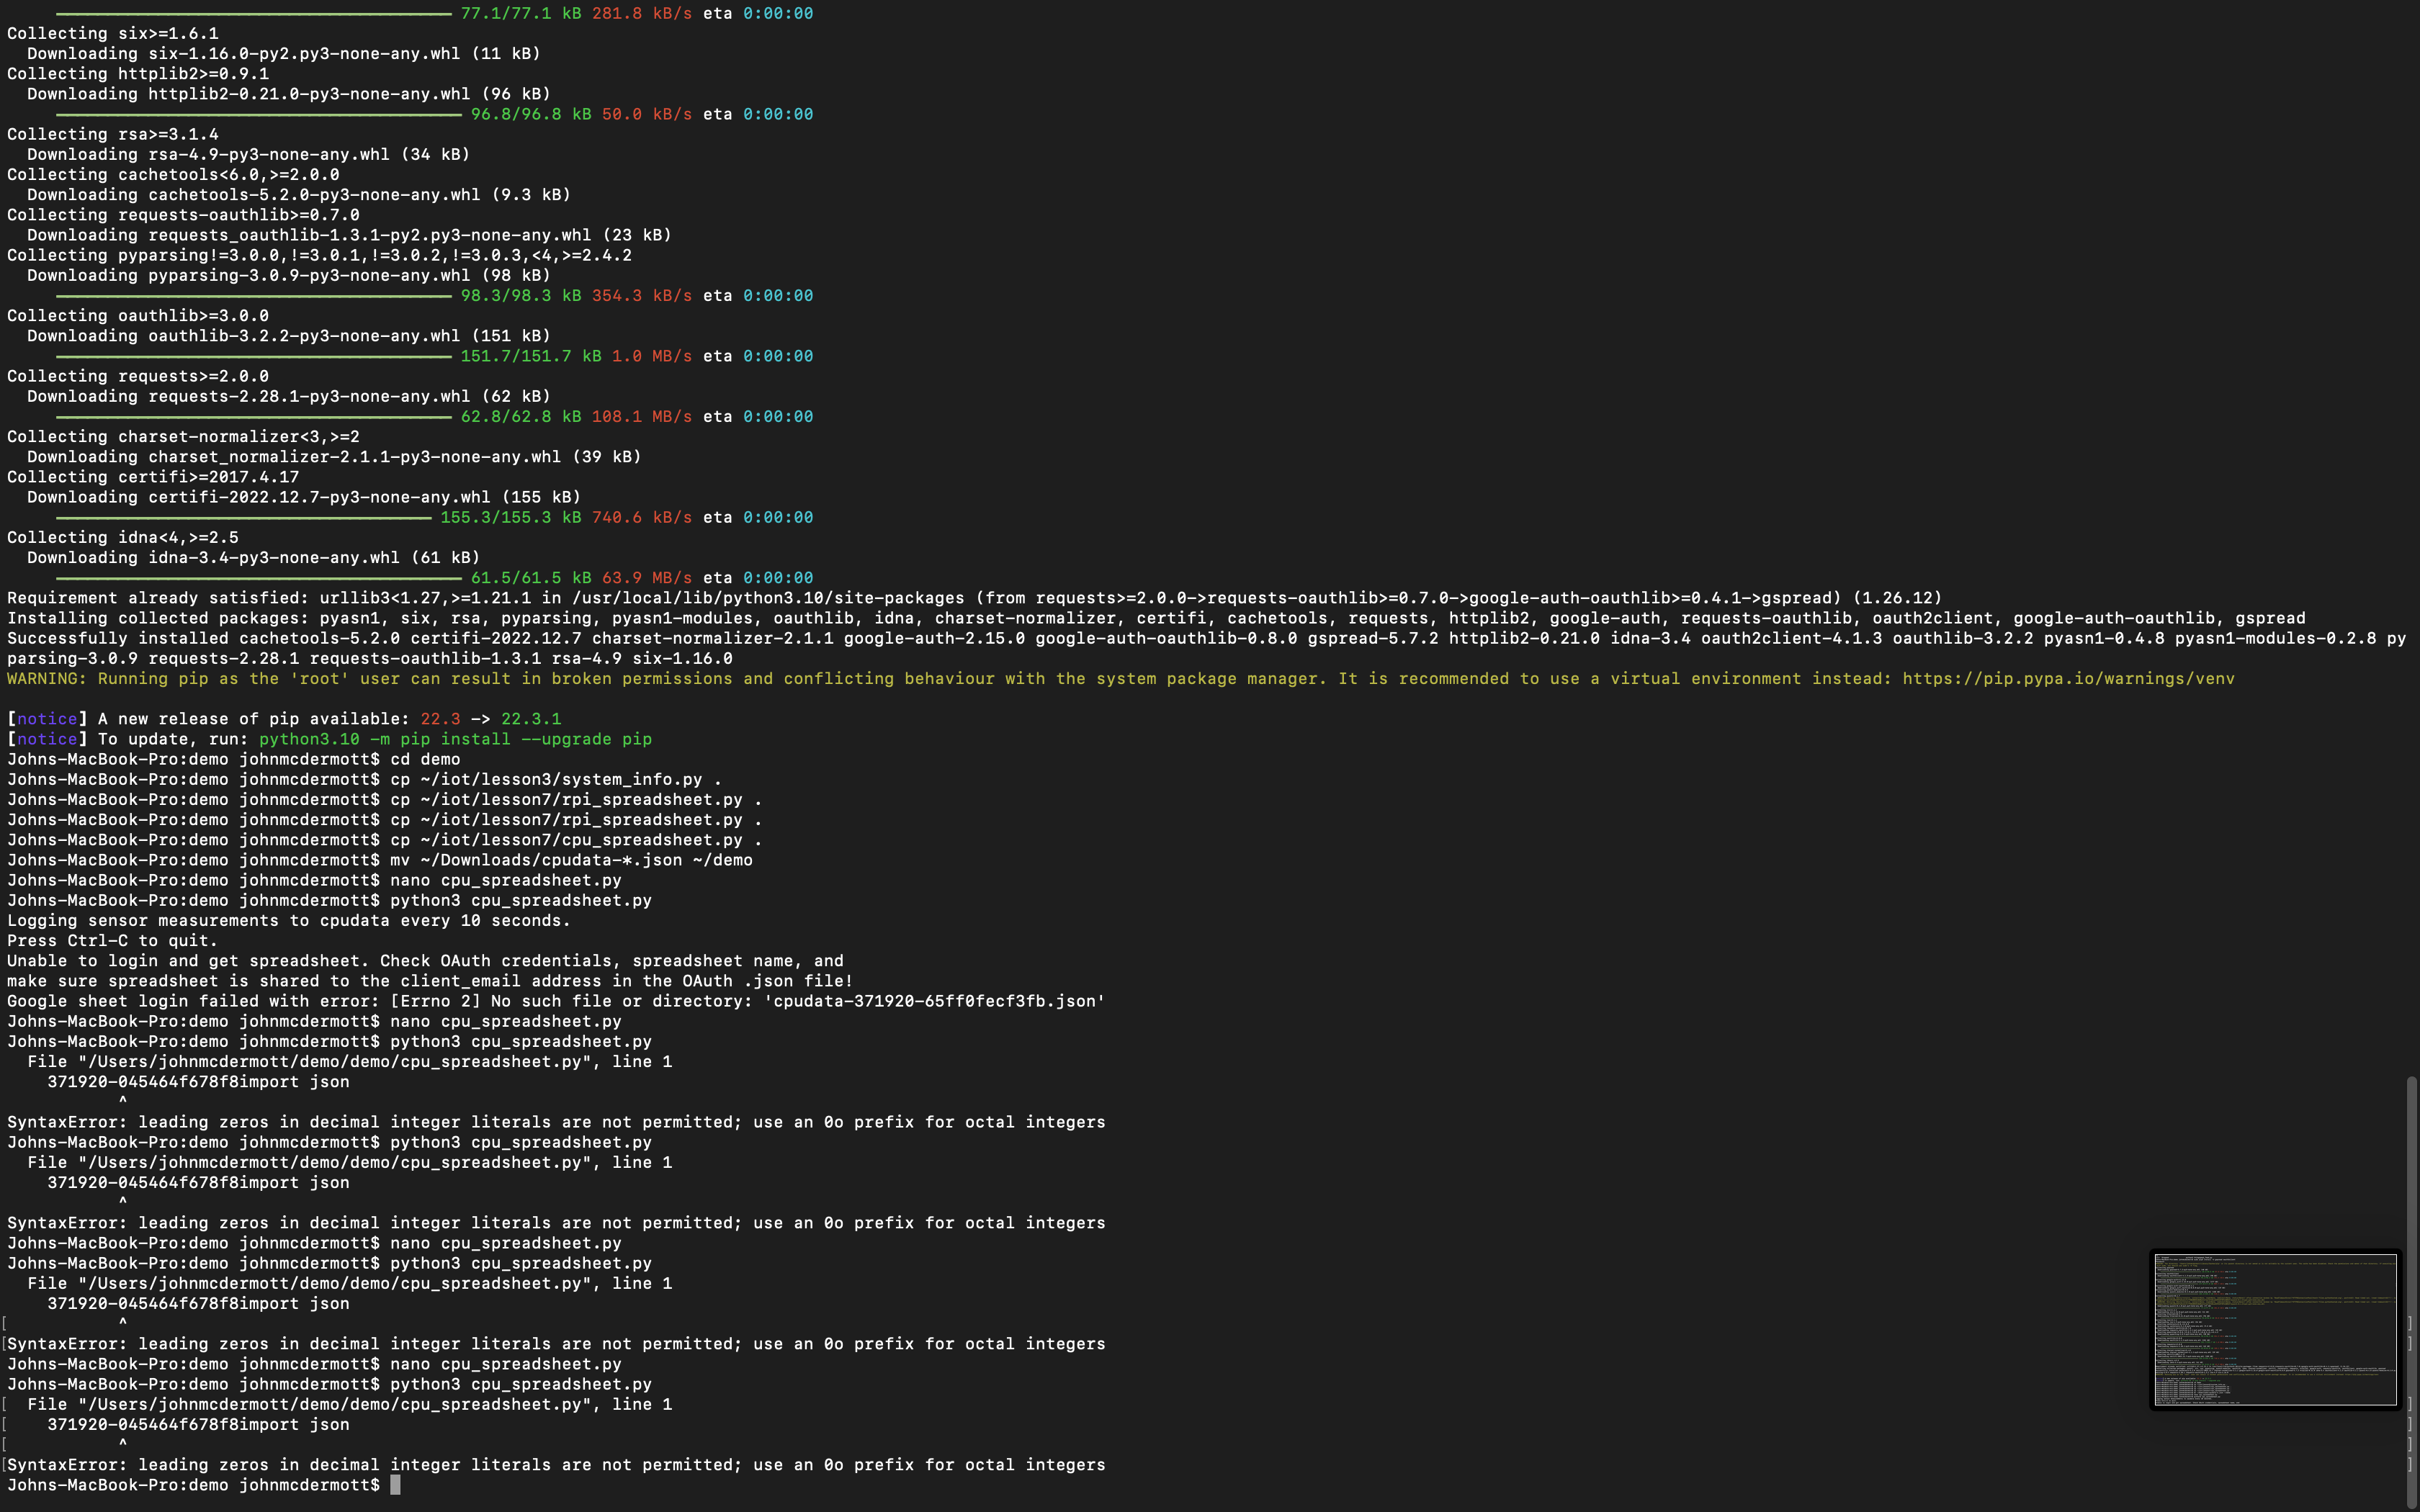 ━━━━━━━━━━━━━━━━━━━━━━━━━━━━━━━━━━━━━━━ 77.1/77.1 kB 281.8 kB/s eta 0:00:00
Collecting six>=1.6.1
  Downloading six-1.16.0-py2.py3-none-any.whl (11 kB)
Collecting httplib2>=0.9.1
  Downloading httplib2-0.21.0-py3-none-any.whl (96 kB)
━━━━━━━━━━━━━━━━━━━━━━━━━━━━━━━━━━━━━━━━ 96.8/96.8 kB 50.0 kB/s eta 0:00:00
Collecting rsa>=3.1.4
  Downloading rsa-4.9-py3-none-any.whl (34 kB)
Collecting cachetools<6.0,>=2.0.0
  Downloading cachetools-5.2.0-py3-none-any.whl (9.3 kB)
Collecting requests-oauthlib>=0.7.0
  Downloading requests_oauthlib-1.3.1-py2.py3-none-any.whl (23 kB)
Collecting pyparsing!=3.0.0,!=3.0.1,!=3.0.2,!=3.0.3,<4,>=2.4.2
  Downloading pyparsing-3.0.9-py3-none-any.whl (98 kB)
━━━━━━━━━━━━━━━━━━━━━━━━━━━━━━━━━━━━━━━ 98.3/98.3 kB 354.3 kB/s eta 0:00:00
Collecting oauthlib>=3.0.0
  Downloading oauthlib-3.2.2-py3-none-any.whl (151 kB)
━━━━━━━━━━━━━━━━━━━━━━━━━━━━━━━━━━━━━━━ 151.7/151.7 kB 1.0 MB/s eta 0:00:00
Collecting requests>=2.0.0
  Downloading requests-2.28.1-py3-none-any.whl (62 kB)
━━━━━━━━━━━━━━━━━━━━━━━━━━━━━━━━━━━━━━━ 62.8/62.8 kB 108.1 MB/s eta 0:00:00
Collecting charset-normalizer<3,>=2
  Downloading charset_normalizer-2.1.1-py3-none-any.whl (39 kB)
Collecting certifi>=2017.4.17
  Downloading certifi-2022.12.7-py3-none-any.whl (155 kB)
━━━━━━━━━━━━━━━━━━━━━━━━━━━━━━━━━━━━━ 155.3/155.3 kB 740.6 kB/s eta 0:00:00
Collecting idna<4,>=2.5
  Downloading idna-3.4-py3-none-any.whl (61 kB)
━━━━━━━━━━━━━━━━━━━━━━━━━━━━━━━━━━━━━━━━ 61.5/61.5 kB 63.9 MB/s eta 0:00:00
Requirement already satisfied: urllib3<1.27,>=1.21.1 in /usr/local/lib/python3.10/site-packages (from requests>=2.0.0->requests-oauthlib>=0.7.0->google-auth-oauthlib>=0.4.1->gspread) (1.26.12)
Installing collected packages: pyasn1, six, rsa, pyparsing, pyasn1-modules, oauthlib, idna, charset-normalizer, certifi, cachetools, requests, httplib2, google-auth, requests-oauthlib, oauth2client, google-auth-oauthlib, gspread
Successfully installed cachetools-5.2.0 certifi-2022.12.7 charset-normalizer-2.1.1 google-auth-2.15.0 google-auth-oauthlib-0.8.0 gspread-5.7.2 httplib2-0.21.0 idna-3.4 oauth2client-4.1.3 oauthlib-3.2.2 pyasn1-0.4.8 pyasn1-modules-0.2.8 py
parsing-3.0.9 requests-2.28.1 requests-oauthlib-1.3.1 rsa-4.9 six-1.16.0
WARNING: Running pip as the 'root' user can result in broken permissions and conflicting behaviour with the system package manager. It is recommended to use a virtual environment instead: https://pip.pypa.io/warnings/venv
[notice] A new release of pip available: 22.3 -> 22.3.1
[notice] To update, run: python3.10 -m pip install --upgrade pip
Johns-MacBook-Pro:demo johnmcdermott$ cd demo
Johns-MacBook-Pro:demo johnmcdermott$ cp ~/iot/lesson3/system_info.py .
Johns-MacBook-Pro:demo johnmcdermott$ cp ~/iot/lesson7/rpi_spreadsheet.py .
Johns-MacBook-Pro:demo johnmcdermott$ cp ~/iot/lesson7/rpi_spreadsheet.py .
Johns-MacBook-Pro:demo johnmcdermott$ cp ~/iot/lesson7/cpu_spreadsheet.py .
Johns-MacBook-Pro:demo johnmcdermott$ mv ~/Downloads/cpudata-*.json ~/demo
Johns-MacBook-Pro:demo johnmcdermott$ nano cpu_spreadsheet.py
Johns-MacBook-Pro:demo johnmcdermott$ python3 cpu_spreadsheet.py
Logging sensor measurements to cpudata every 10 seconds.
Press Ctrl-C to quit.
Unable to login and get spreadsheet. Check OAuth credentials, spreadsheet name, and
make sure spreadsheet is shared to the client_email address in the OAuth .json file!
Google sheet login failed with error: [Errno 2] No such file or directory: 'cpudata-371920-65ff0fecf3fb.json'
Johns-MacBook-Pro:demo johnmcdermott$ nano cpu_spreadsheet.py
Johns-MacBook-Pro:demo johnmcdermott$ python3 cpu_spreadsheet.py
  File "/Users/johnmcdermott/demo/demo/cpu_spreadsheet.py", line 1
    371920-045464f678f8import json
           ^
SyntaxError: leading zeros in decimal integer literals are not permitted; use an 0o prefix for octal integers
Johns-MacBook-Pro:demo johnmcdermott$ python3 cpu_spreadsheet.py
  File "/Users/johnmcdermott/demo/demo/cpu_spreadsheet.py", line 1
    371920-045464f678f8import json
           ^
SyntaxError: leading zeros in decimal integer literals are not permitted; use an 0o prefix for octal integers
Johns-MacBook-Pro:demo johnmcdermott$ nano cpu_spreadsheet.py
Johns-MacBook-Pro:demo johnmcdermott$ python3 cpu_spreadsheet.py
  File "/Users/johnmcdermott/demo/demo/cpu_spreadsheet.py", line 1
    371920-045464f678f8import json
[          ^ ]
[SyntaxError: leading zeros in decimal integer literals are not permitted; use an 0o prefix for octal integers ]
Johns-MacBook-Pro:demo johnmcdermott$ nano cpu_spreadsheet.py
Johns-MacBook-Pro:demo johnmcdermott$ python3 cpu_spreadsheet.py
[ File "/Users/johnmcdermott/demo/demo/cpu_spreadsheet.py", line 1 ]
[   371920-045464f678f8import json ]
[          ^ ]
[SyntaxError: leading zeros in decimal integer literals are not permitted; use an 0o prefix for octal integers ]
Johns-MacBook-Pro:demo johnmcdermott$